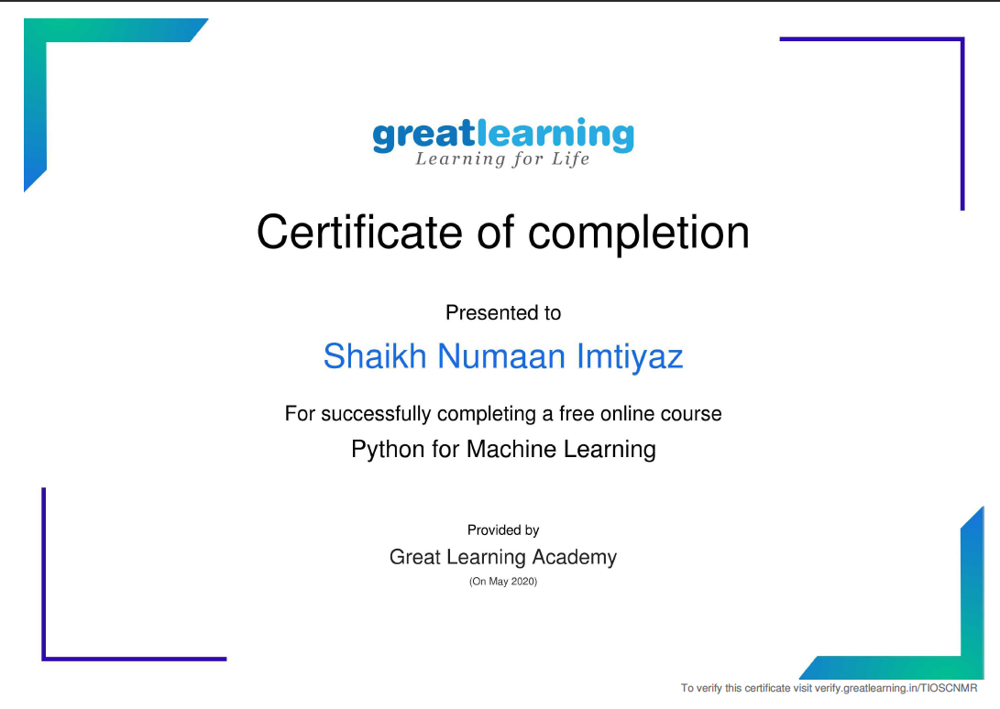 greatlearning
Learning for Life
Certificate of completion
Presented to
Shaikh Numaan Imtiyaz
For successfully completing a free online course
Python for Machine Learning
Provided by
Great Learning Academy
(On May 2020)
To verify this certificate visit verify.greatlearning.in/TIOSCNMR